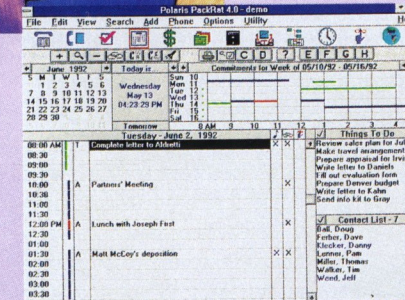 Polaris PackRat 4.0 - demo
File Edit View Search Add Phone Options Utility
C D ? E F G H
June 1992
Today is
Commitments for Week of 05/10/92 - 05/16/92
S M T W T F S
1 2 3 4 5 6
7 8 9 10 11 12 13
14 15 16 17 18 19 20
21 22 23 24 25 26 27
28 29 30
Wednesday
May 13
04:23:29 PM
Tomorrow
Sun 10
Mon 11
Tue 12
Wed 13
Thu 14
Fri 15
Sat 16
8 AM 9 10 11 12 1 2 3 4
Tuesday - June 2, 1992
08:00 AM T Complete letter to Aldretti X X
08:30
09:00
09:30
10:00 A Partners' Meeting X
10:30
11:00
11:30
12:00 PM A Lunch with Joseph Fust X
12:30
01:00
01:30 A Matt McCoy's deposition X X
02:00
02:30
03:00
03:30
Things To Do
Review sales plan for Jul
Make travel arrangement
Prepare appraisal for Irvi
Write letter to Daniels
Fill out evaluation form
Prepare Denver budget
Write letter to Kahn
Send info kit to Gray
Contact List - 7
Ball, Doug
Ferber, Dave
Klecker, Danny
Lenner, Pam
Miller, Thomas
Walker, Tim
Wend, Jeff